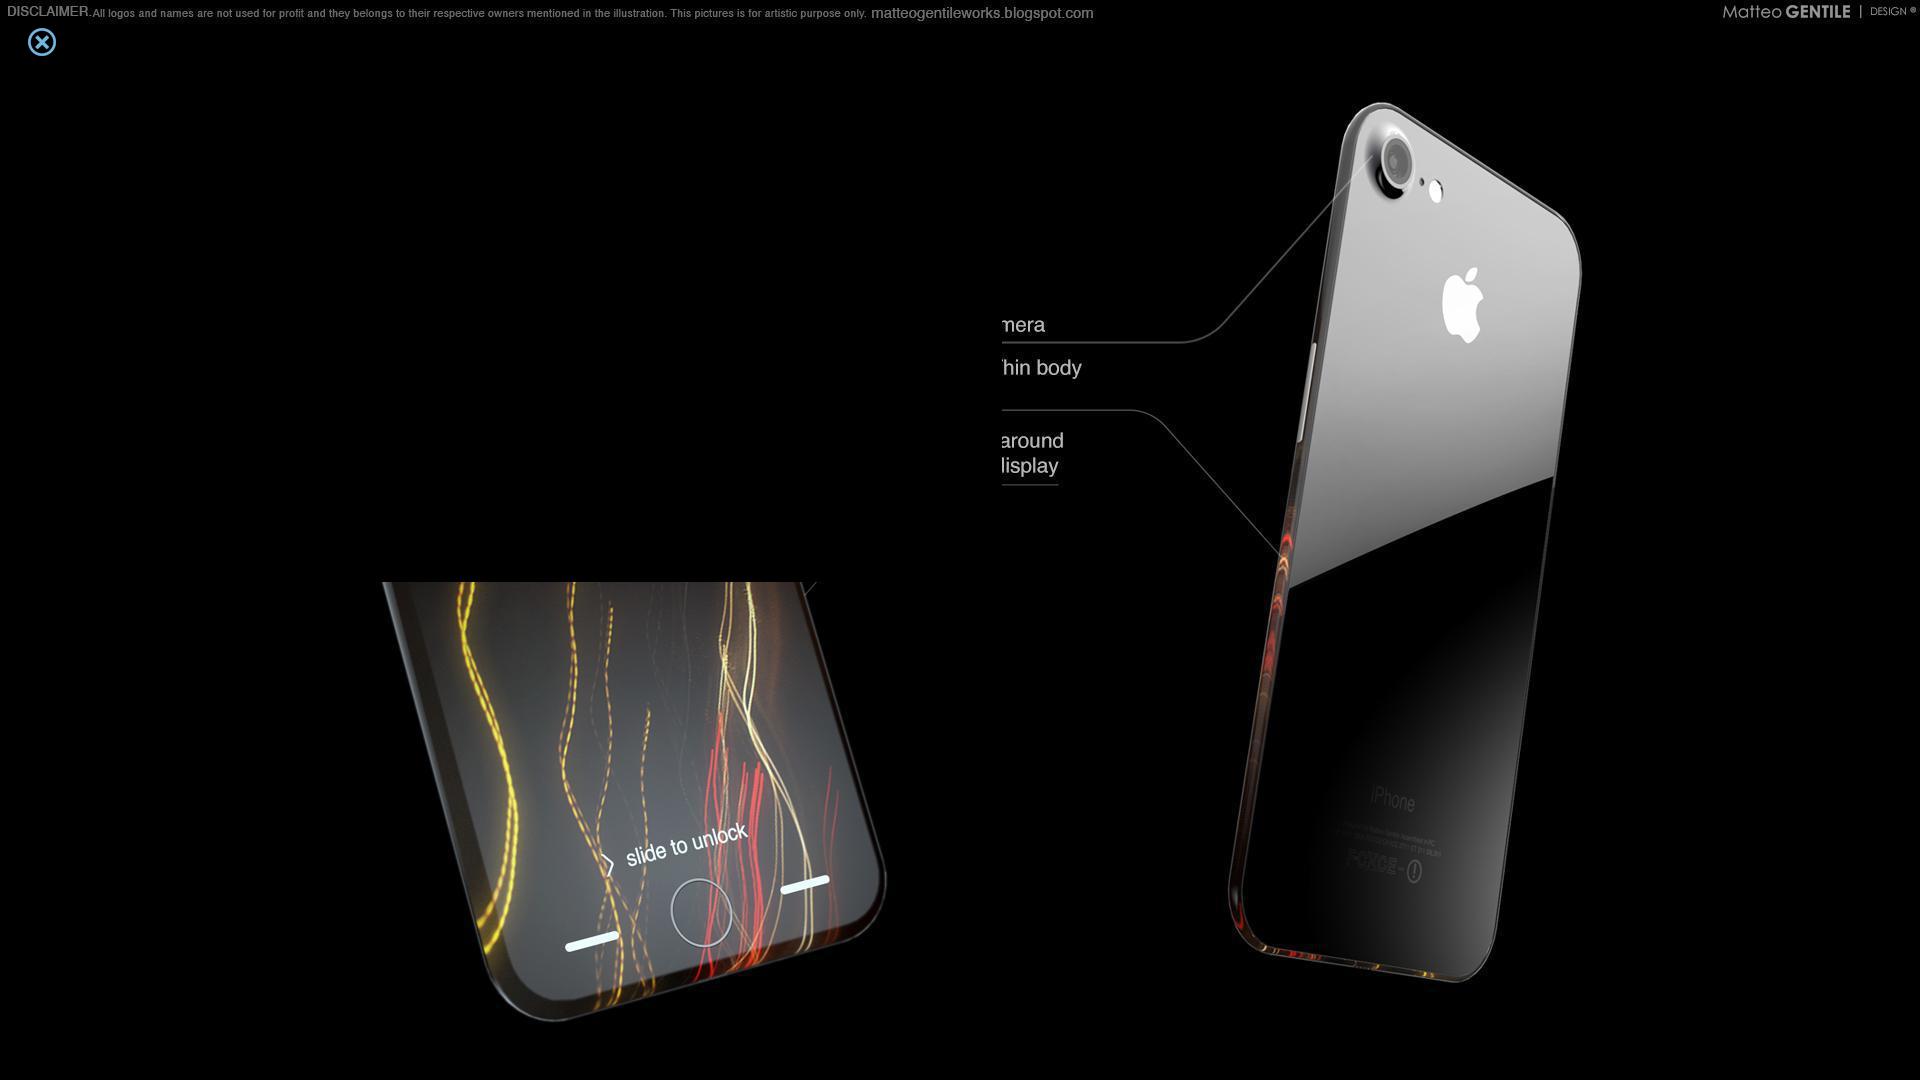 DISCLAIMER.All logos and names are not used for profit and they belongs to their respective owners mentioned in the illustration. This pictures is for artistic purpose only. matteogentileworks.blogspot.com
Matteo GENTILE | DESIGN ®
mera
Thin body
around
display
slide to unlock
iPhone